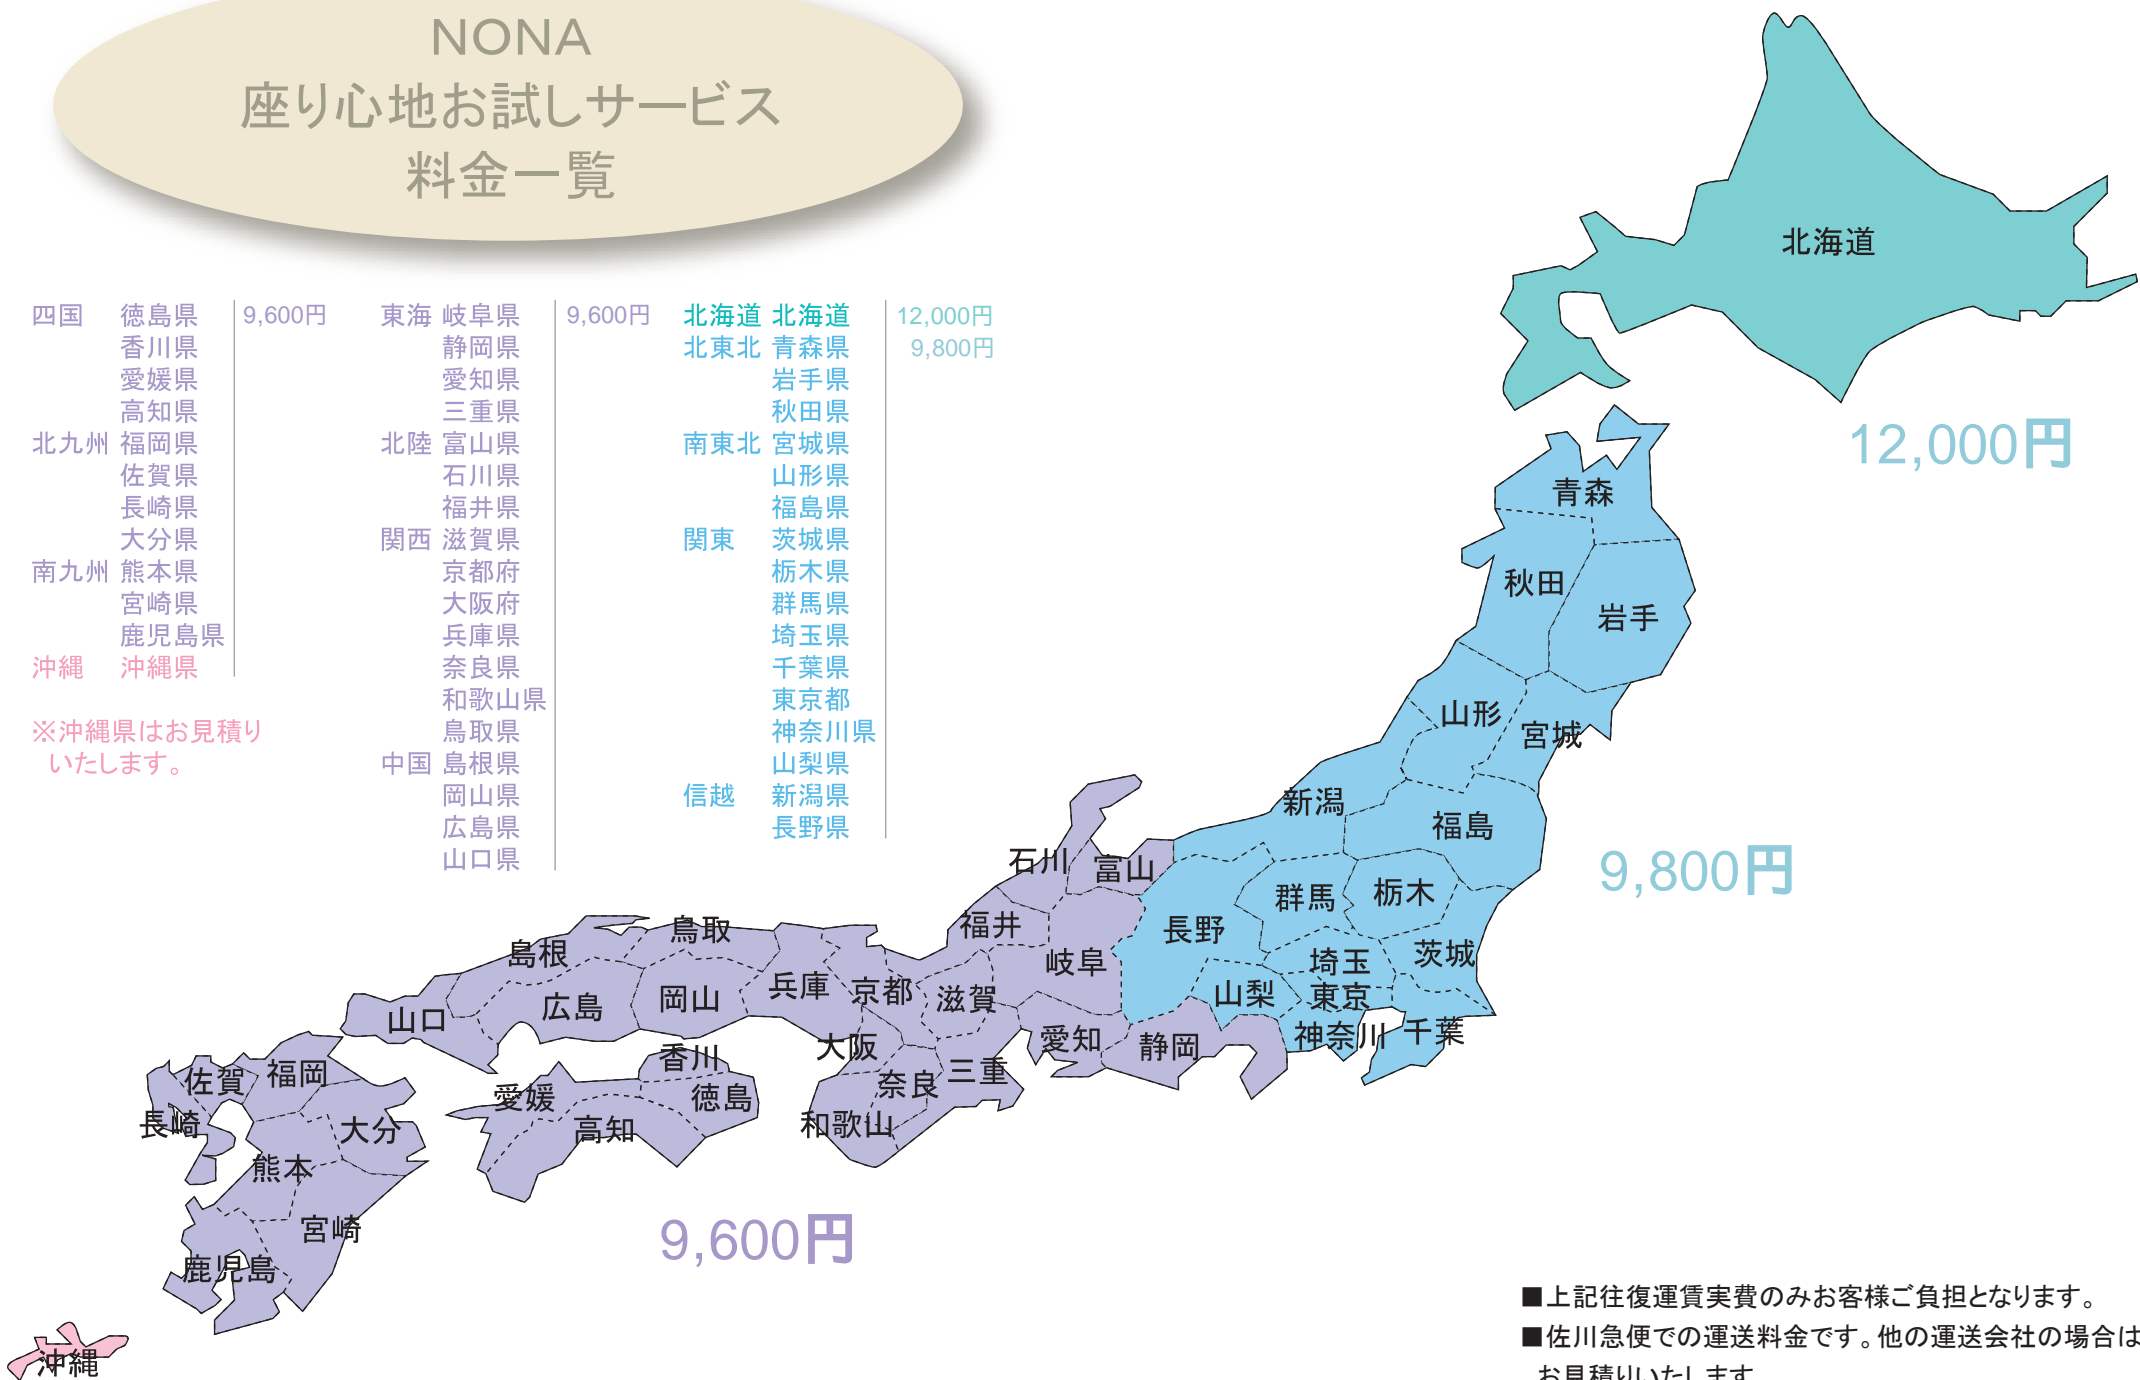 NONA
座り心地お試しサービス
料金一覧
四国 徳島県 9,600円
香川県
愛媛県
高知県
北九州 福岡県
佐賀県
長崎県
大分県
南九州 熊本県
宮崎県
鹿児島県
沖縄 沖縄県
※沖縄県はお見積り
いたします。
東海 岐阜県 9,600円
静岡県
愛知県
三重県
北陸 富山県
石川県
福井県
関西 滋賀県
京都府
大阪府
兵庫県
奈良県
和歌山県
鳥取県
中国 島根県
岡山県
広島県
山口県
北海道 北海道 12,000円
北東北 青森県 9,800円
岩手県
秋田県
南東北 宮城県
山形県
福島県
関東 茨城県
栃木県
群馬県
埼玉県
千葉県
東京都
神奈川県
山梨県
信越 新潟県
長野県
北海道
12,000円
青森
秋田
岩手
山形
宮城
新潟
福島
9,800円
石川
富山
群馬
栃木
福井
長野
茨城
岐阜
埼玉
鳥取
島根
兵庫
京都
滋賀
山梨
東京
岡山
広島
山口
愛知
静岡
神奈川
千葉
大阪
香川
三重
奈良
福岡
佐賀
愛媛
徳島
和歌山
高知
長崎
大分
熊本
宮崎
9,600円
鹿児島
沖縄
■上記往復運賃実費のみお客様ご負担となります。
■佐川急便での運送料金です。他の運送会社の場合は
お見積りいたします